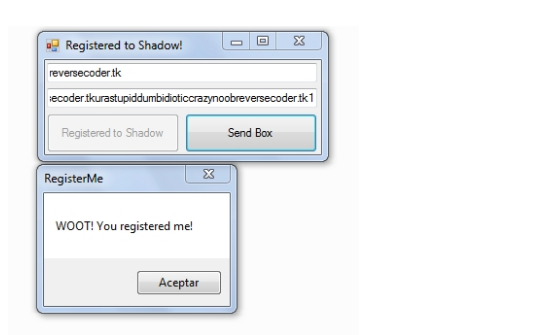 Registered to Shadow!
reversecoder.tk
ecoder.tkurastupiddumbidioticcrazynoobreversecoder.tk1
Registered to Shadow
Send Box
RegisterMe
WOOT! You registered me!
Aceptar